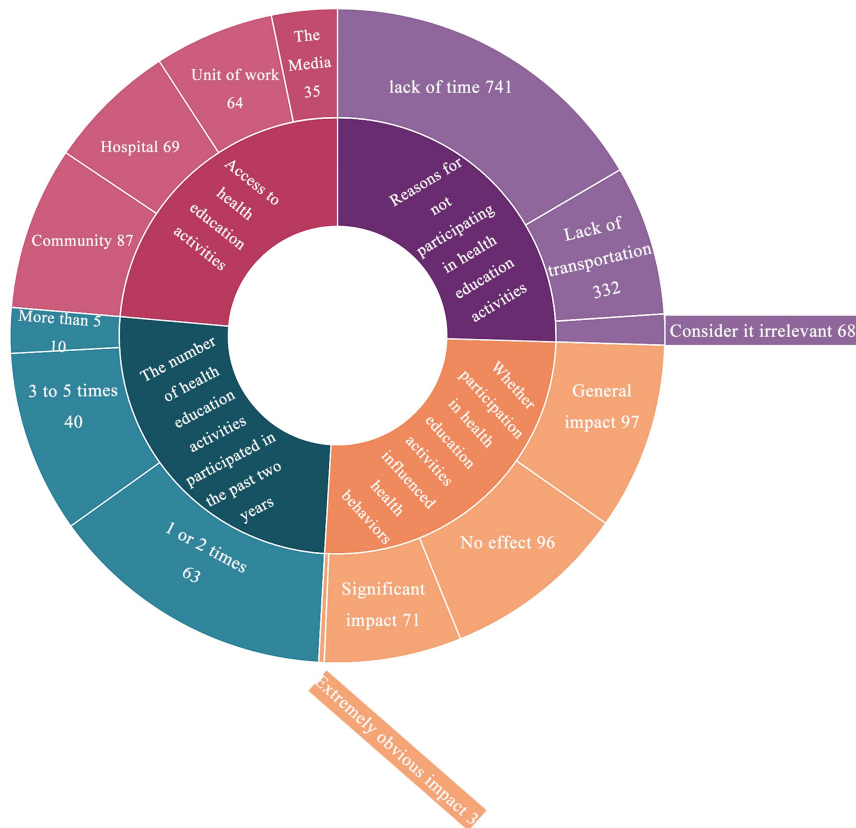 The
Media
35
Unit of work
64
Hospital 69
Community 87
Access to
health
education
activities
lack of time 741
Lack of
transportation
332
Consider it irrelevant 68
Reasons for
not
participating
in health
education
activities
More than 5
10
3 to 5 times
40
1 or 2 times
63
The number
of health
education
activities
participated in
the past two
years
Whether
participation
in health
education
activities
influenced
health
behaviors
General
impact 97
No effect 96
Significant
impact 71
Extremely obvious impact 3